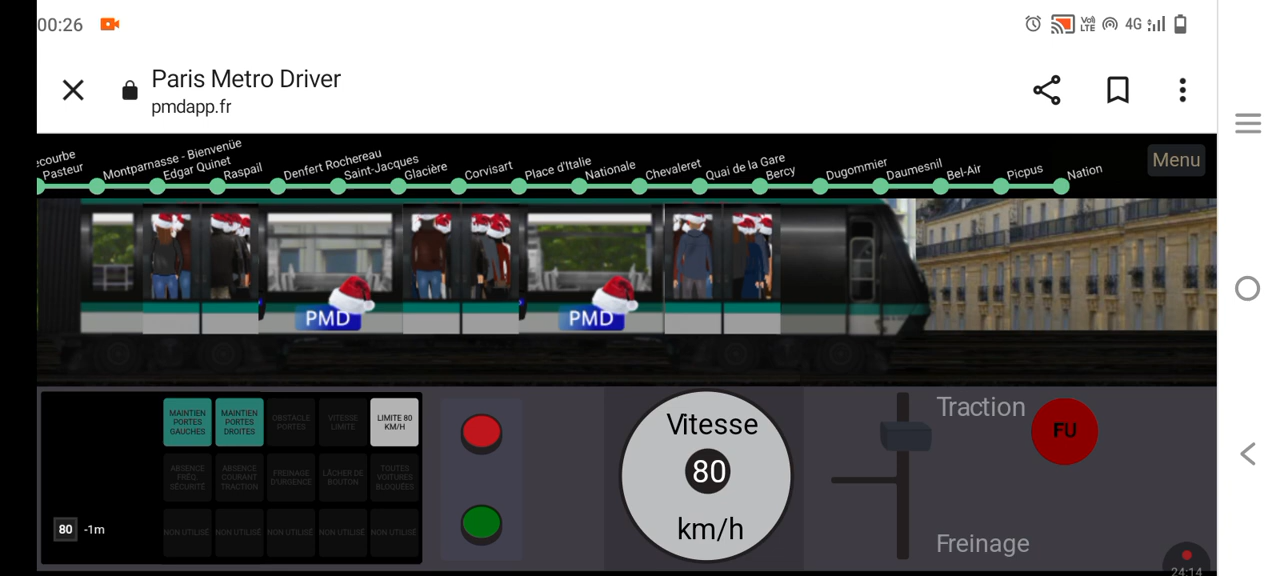 00:26
Vo)
LTE
4G
Paris Metro Driver
pmdapp.fr
ecourbe
Pasteur
Montparnasse - Bienvenüe
Edgar Quinet
Raspail
Denfert Rochereau
Saint-Jacques
Glacière
Corvisart
Place d'Italie
Nationale
Chevaleret
Quai de la Gare
Bercy
Dugommier
Daumesnil
Bel-Air
Picpus
Nation
Menu
PMD
PMD
MAINTIEN
PORTES
GAUCHES
MAINTIEN
PORTES
DROITES
OBSTACLE
PORTES
VITESSE
LIMITE
LIMITE 80
KM/H
ABSENCE
FRÉQ.
SÉCURITÉ
ABSENCE
COURANT
TRACTION
FREINAGE
D'URGENCE
LÂCHER DE
BOUTON
TOUTES
VOITURES
BLOQUÉES
NON UTILISÉ
NON UTILISÉ
NON UTILISÉ
NON UTILISÉ
NON UTILISÉ
80 -1m
Vitesse
80
km/h
Traction
FU
Freinage
24:14